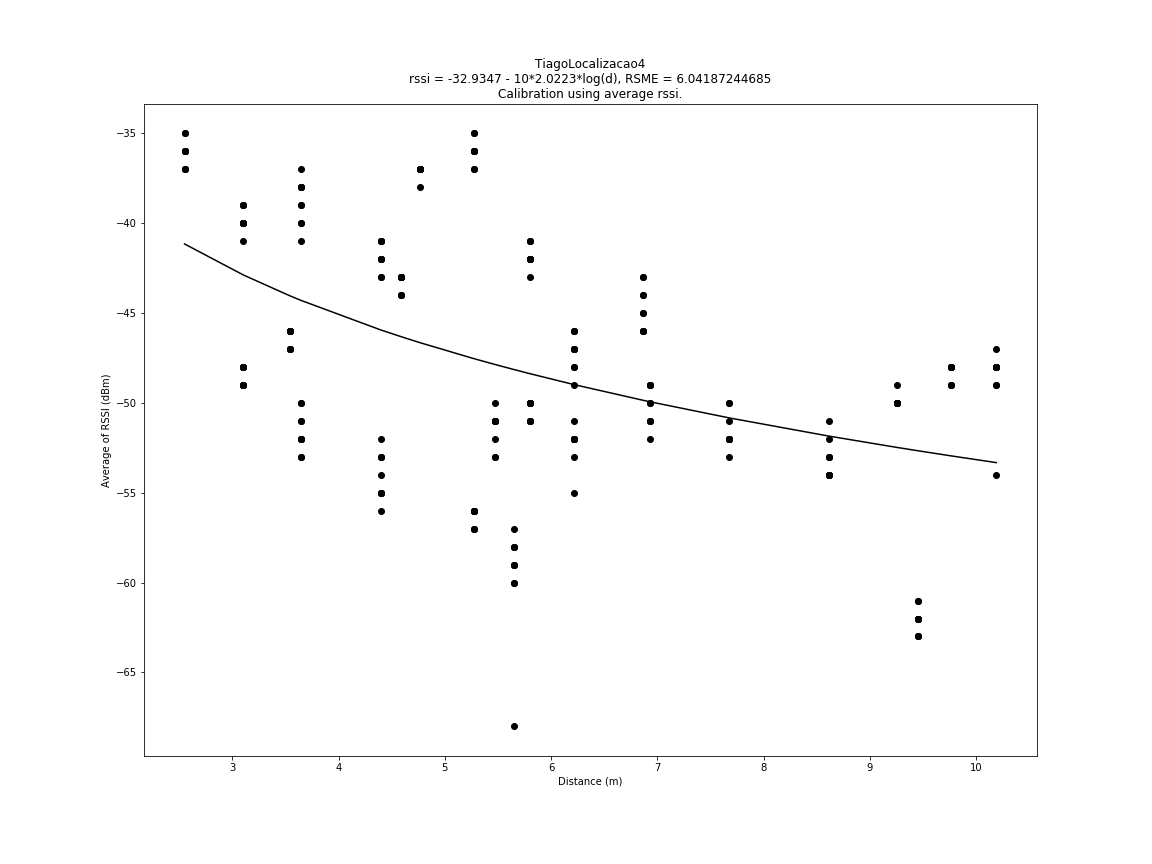 TiagoLocalizacao4
rssi = -32.9347 - 10*2.0223*log(d), RSME = 6.04187244685
Calibration using average rssi.
−35
−40
−45
−50
−55
−60
−65
Average of RSSI (dBm)
3 4 5 6 7 8 9 10
Distance (m)